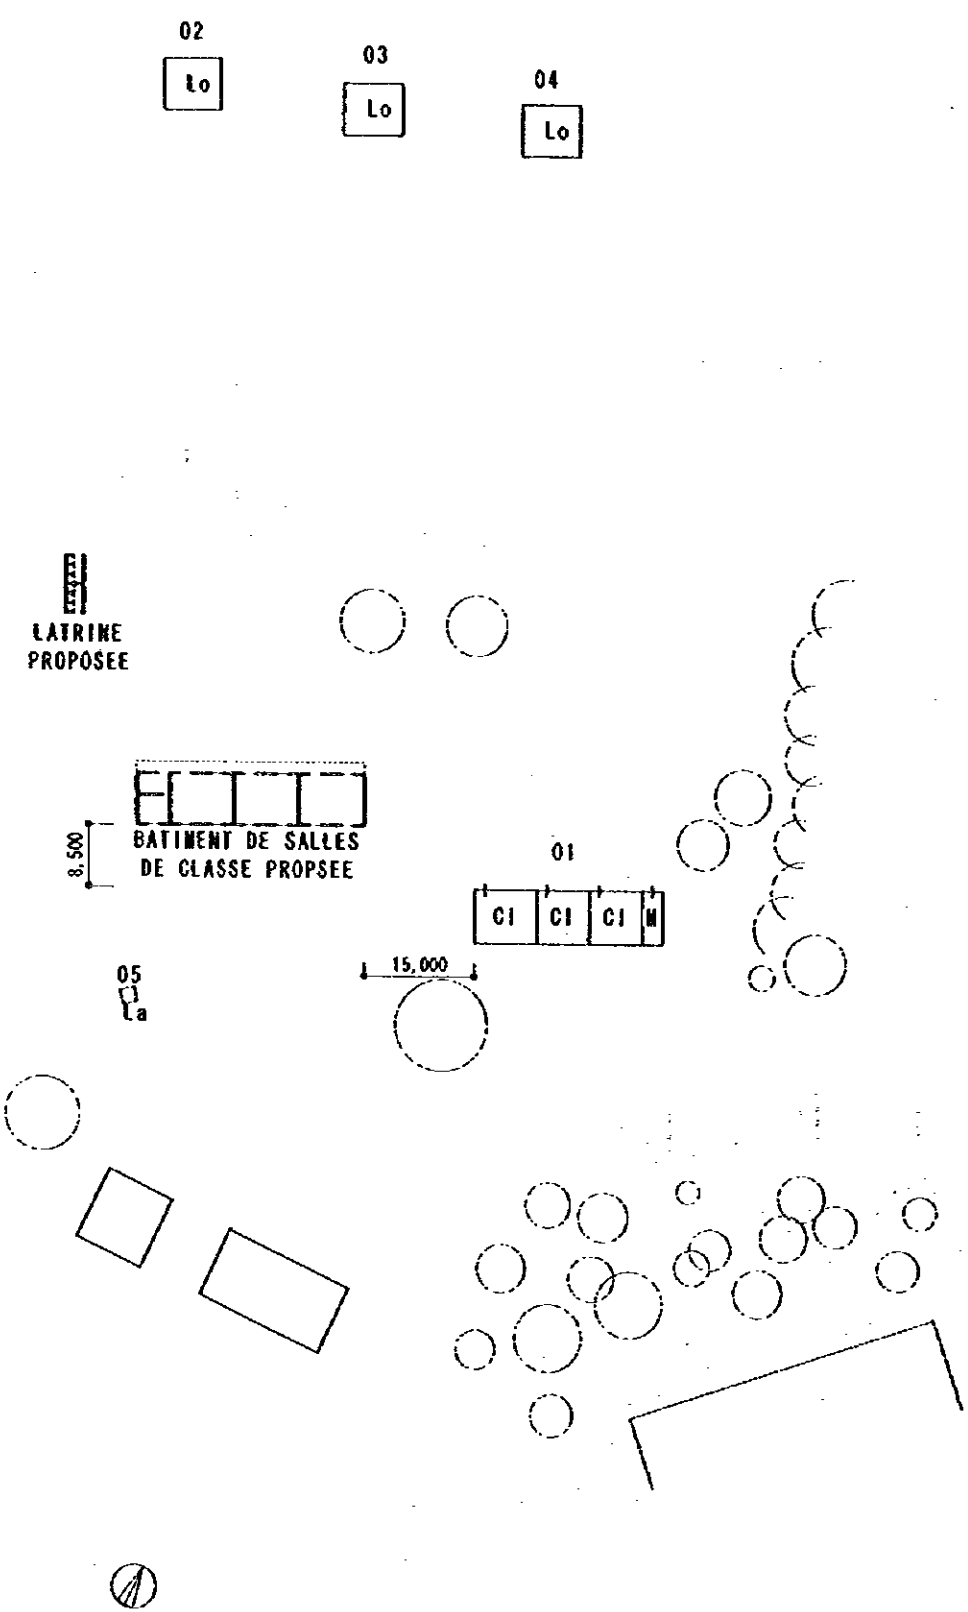 02
Lo
03
Lo
04
Lo
LATRINE
PROPOSEE
8,500
BATIMENT DE SALLES
DE CLASSE PROPSEE
01
Cl Cl Cl M
15,000
05
La